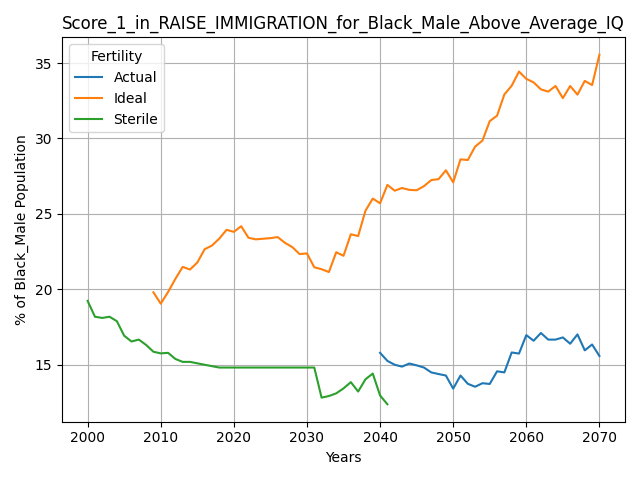 Score_1_in_RAISE_IMMIGRATION_for_Black_Male_Above_Average_IQ
Fertility
Actual
Ideal
Sterile
% of Black_Male Population
35
30
25
20
15
2000 2010 2020 2030 2040 2050 2060 2070
Years